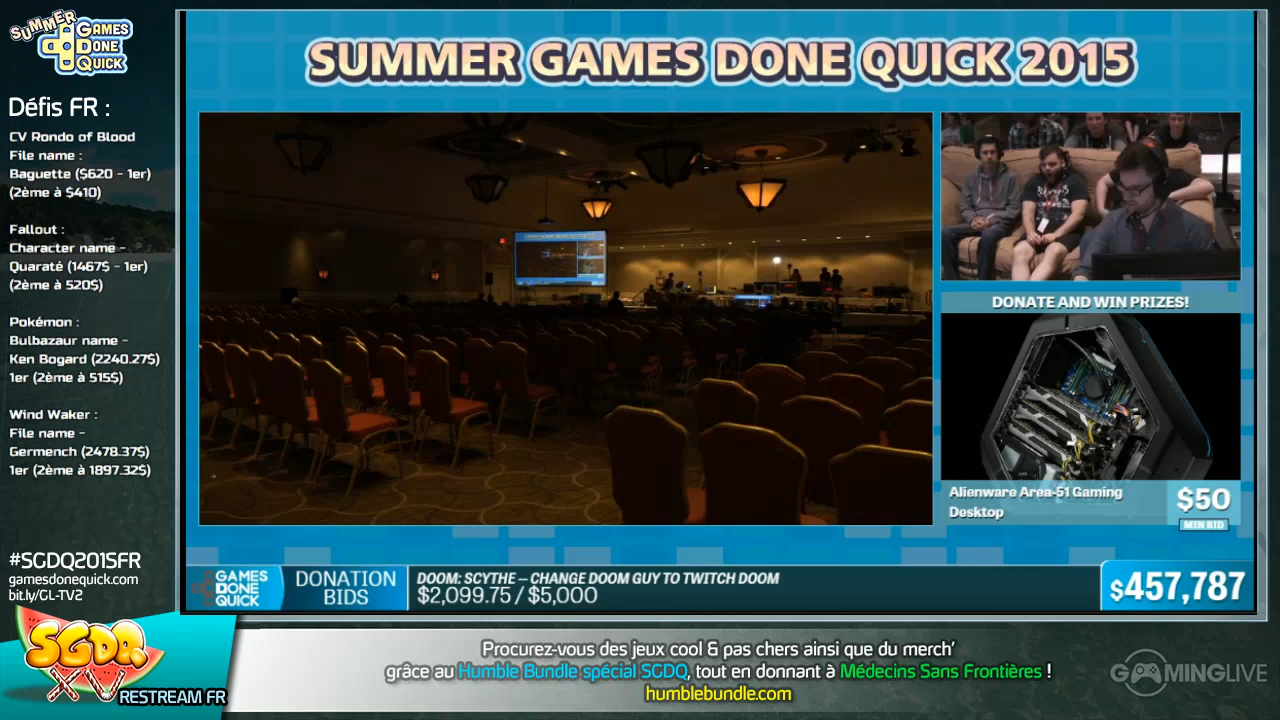 SUMMER
GAMES
DONE
QUICK
Défis FR :
CV Rondo of Blood
File name :
Baguette ($620 - 1er)
(2ème à $410)
Fallout :
Character name -
Quaraté (1467$ - 1er)
(2ème à 520$)
Pokémon :
Bulbazaur name -
Ken Bogard (2240.27$)
1er (2ème à 515$)
Wind Waker :
File name -
Germench (2478.37$)
1er (2ème à 1897.32$)
#SGDQ2015FR
gamesdonequick.com
bit.ly/GL-TV2
SGDQ
XV
RESTREAM FR
SUMMER GAMES DONE QUICK 2015
DONATE AND WIN PRIZES!
Alienware Area-51 Gaming
Desktop
$50
MIN BID
GAMES
DONE
QUICK
DONATION
BIDS
DOOM: SCYTHE – CHANGE DOOM GUY TO TWITCH DOOM
$2,099.75 / $5,000
$457,787
Procurez-vous des jeux cool & pas chers ainsi que du merch'
grâce au Humble Bundle spécial SGDQ, tout en donnant à Médecins Sans Frontières !
humblebundle.com
GAMINGLIVE